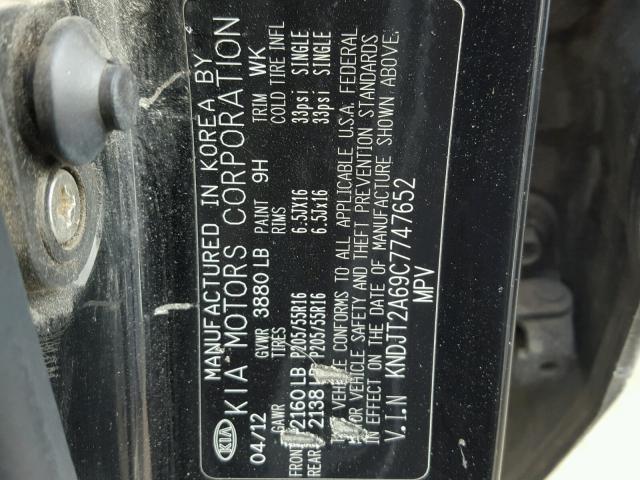 KIA
MANUFACTURED IN KOREA BY
KIA MOTORS CORPORATION
04/12 GVWR 3880 LB PAINT 9H TRIM WK
GAWR TIRES RIMS COLD TIRE INFL
FRONT 2160 LB P205/55R16 6.5JX16 33psi SINGLE
REAR 2138 P205/55R16 6.5Jx16 33psi SINGLE
VEHICLE CONFORMS TO ALL APPLICABLE U.S.A. FEDERAL
MOTOR VEHICLE SAFETY AND THEFT PREVENTION STANDARDS
IN EFFECT ON THE DATE OF MANUFACTURE SHOWN ABOVE.
V.I.N KNDJT2A69C7747652
MPV